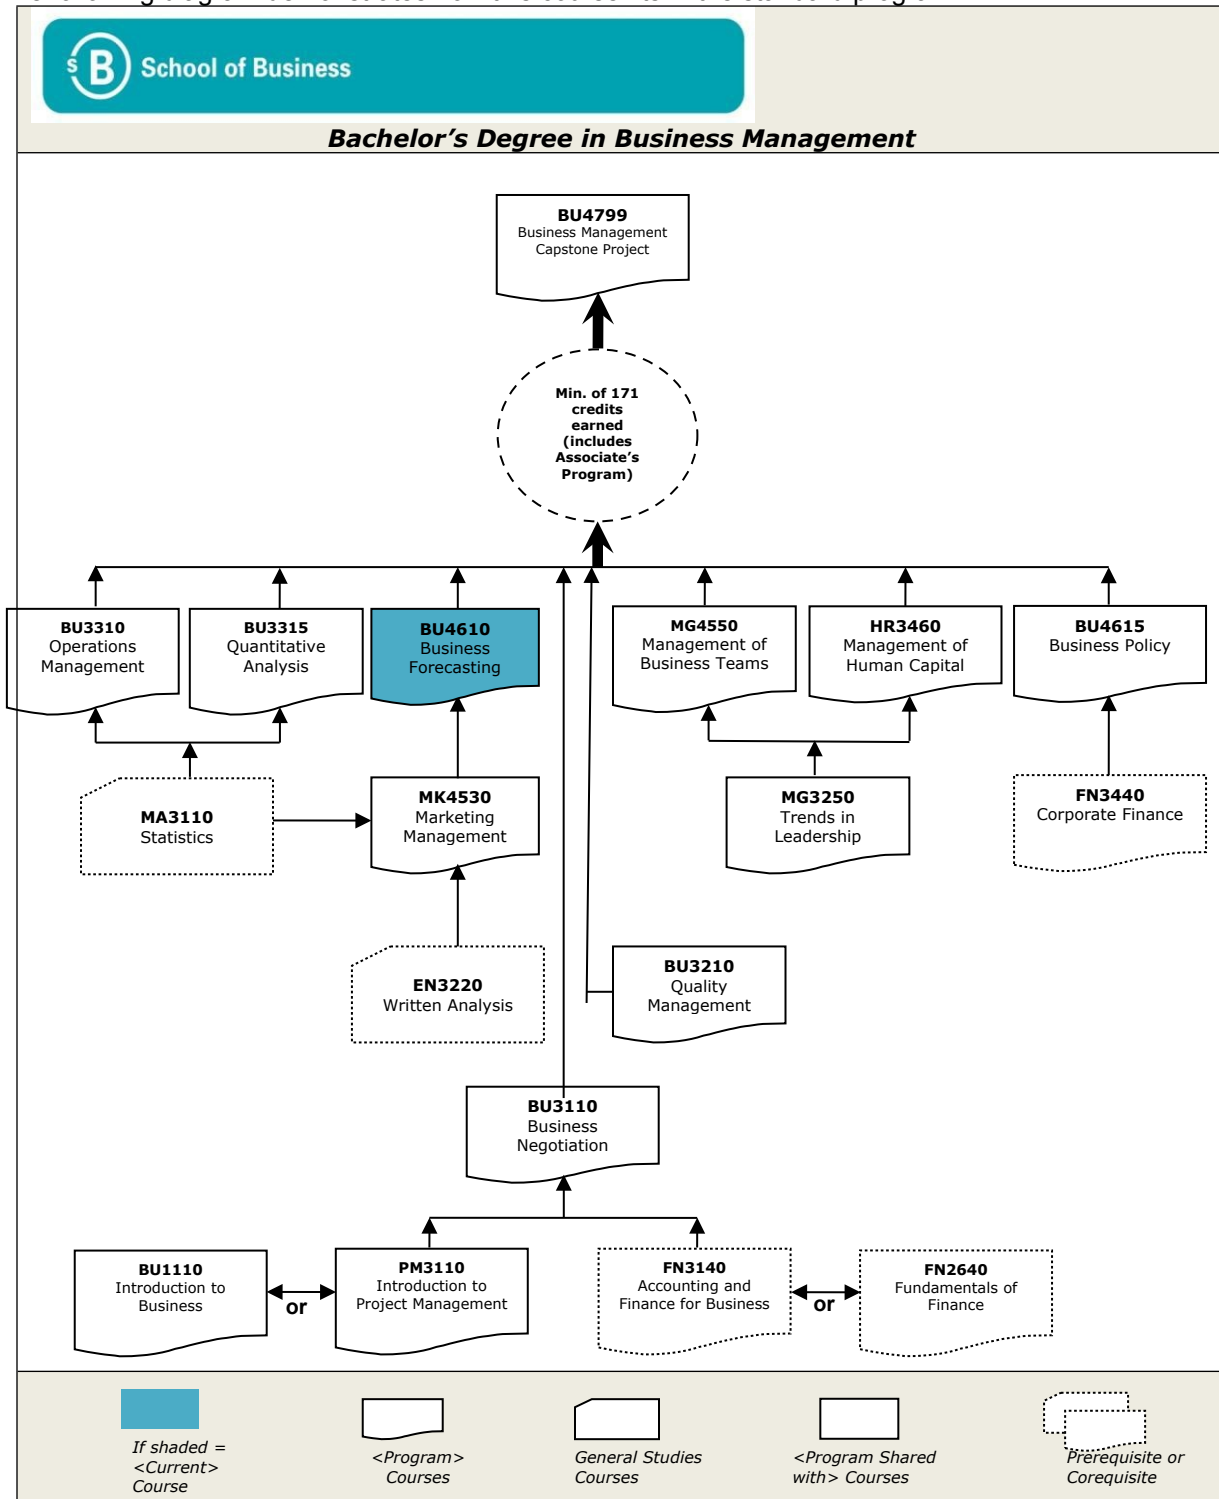 sB School of Business
Bachelor's Degree in Business Management
BU4799
Business Management
Capstone Project
Min. of 171
credits
earned
(includes
Associate's
Program)
BU3310
Operations
Management
BU3315
Quantitative
Analysis
BU4610
Business
Forecasting
MG4550
Management of
Business Teams
HR3460
Management of
Human Capital
BU4615
Business Policy
MA3110
Statistics
MK4530
Marketing
Management
MG3250
Trends in
Leadership
FN3440
Corporate Finance
EN3220
Written Analysis
BU3210
Quality
Management
BU3110
Business
Negotiation
BU1110
Introduction to
Business
or
PM3110
Introduction to
Project Management
FN3140
Accounting and
Finance for Business
or
FN2640
Fundamentals of
Finance
If shaded =
<Current>
Course
<Program>
Courses
General Studies
Courses
<Program Shared
with> Courses
Prerequisite or
Corequisite